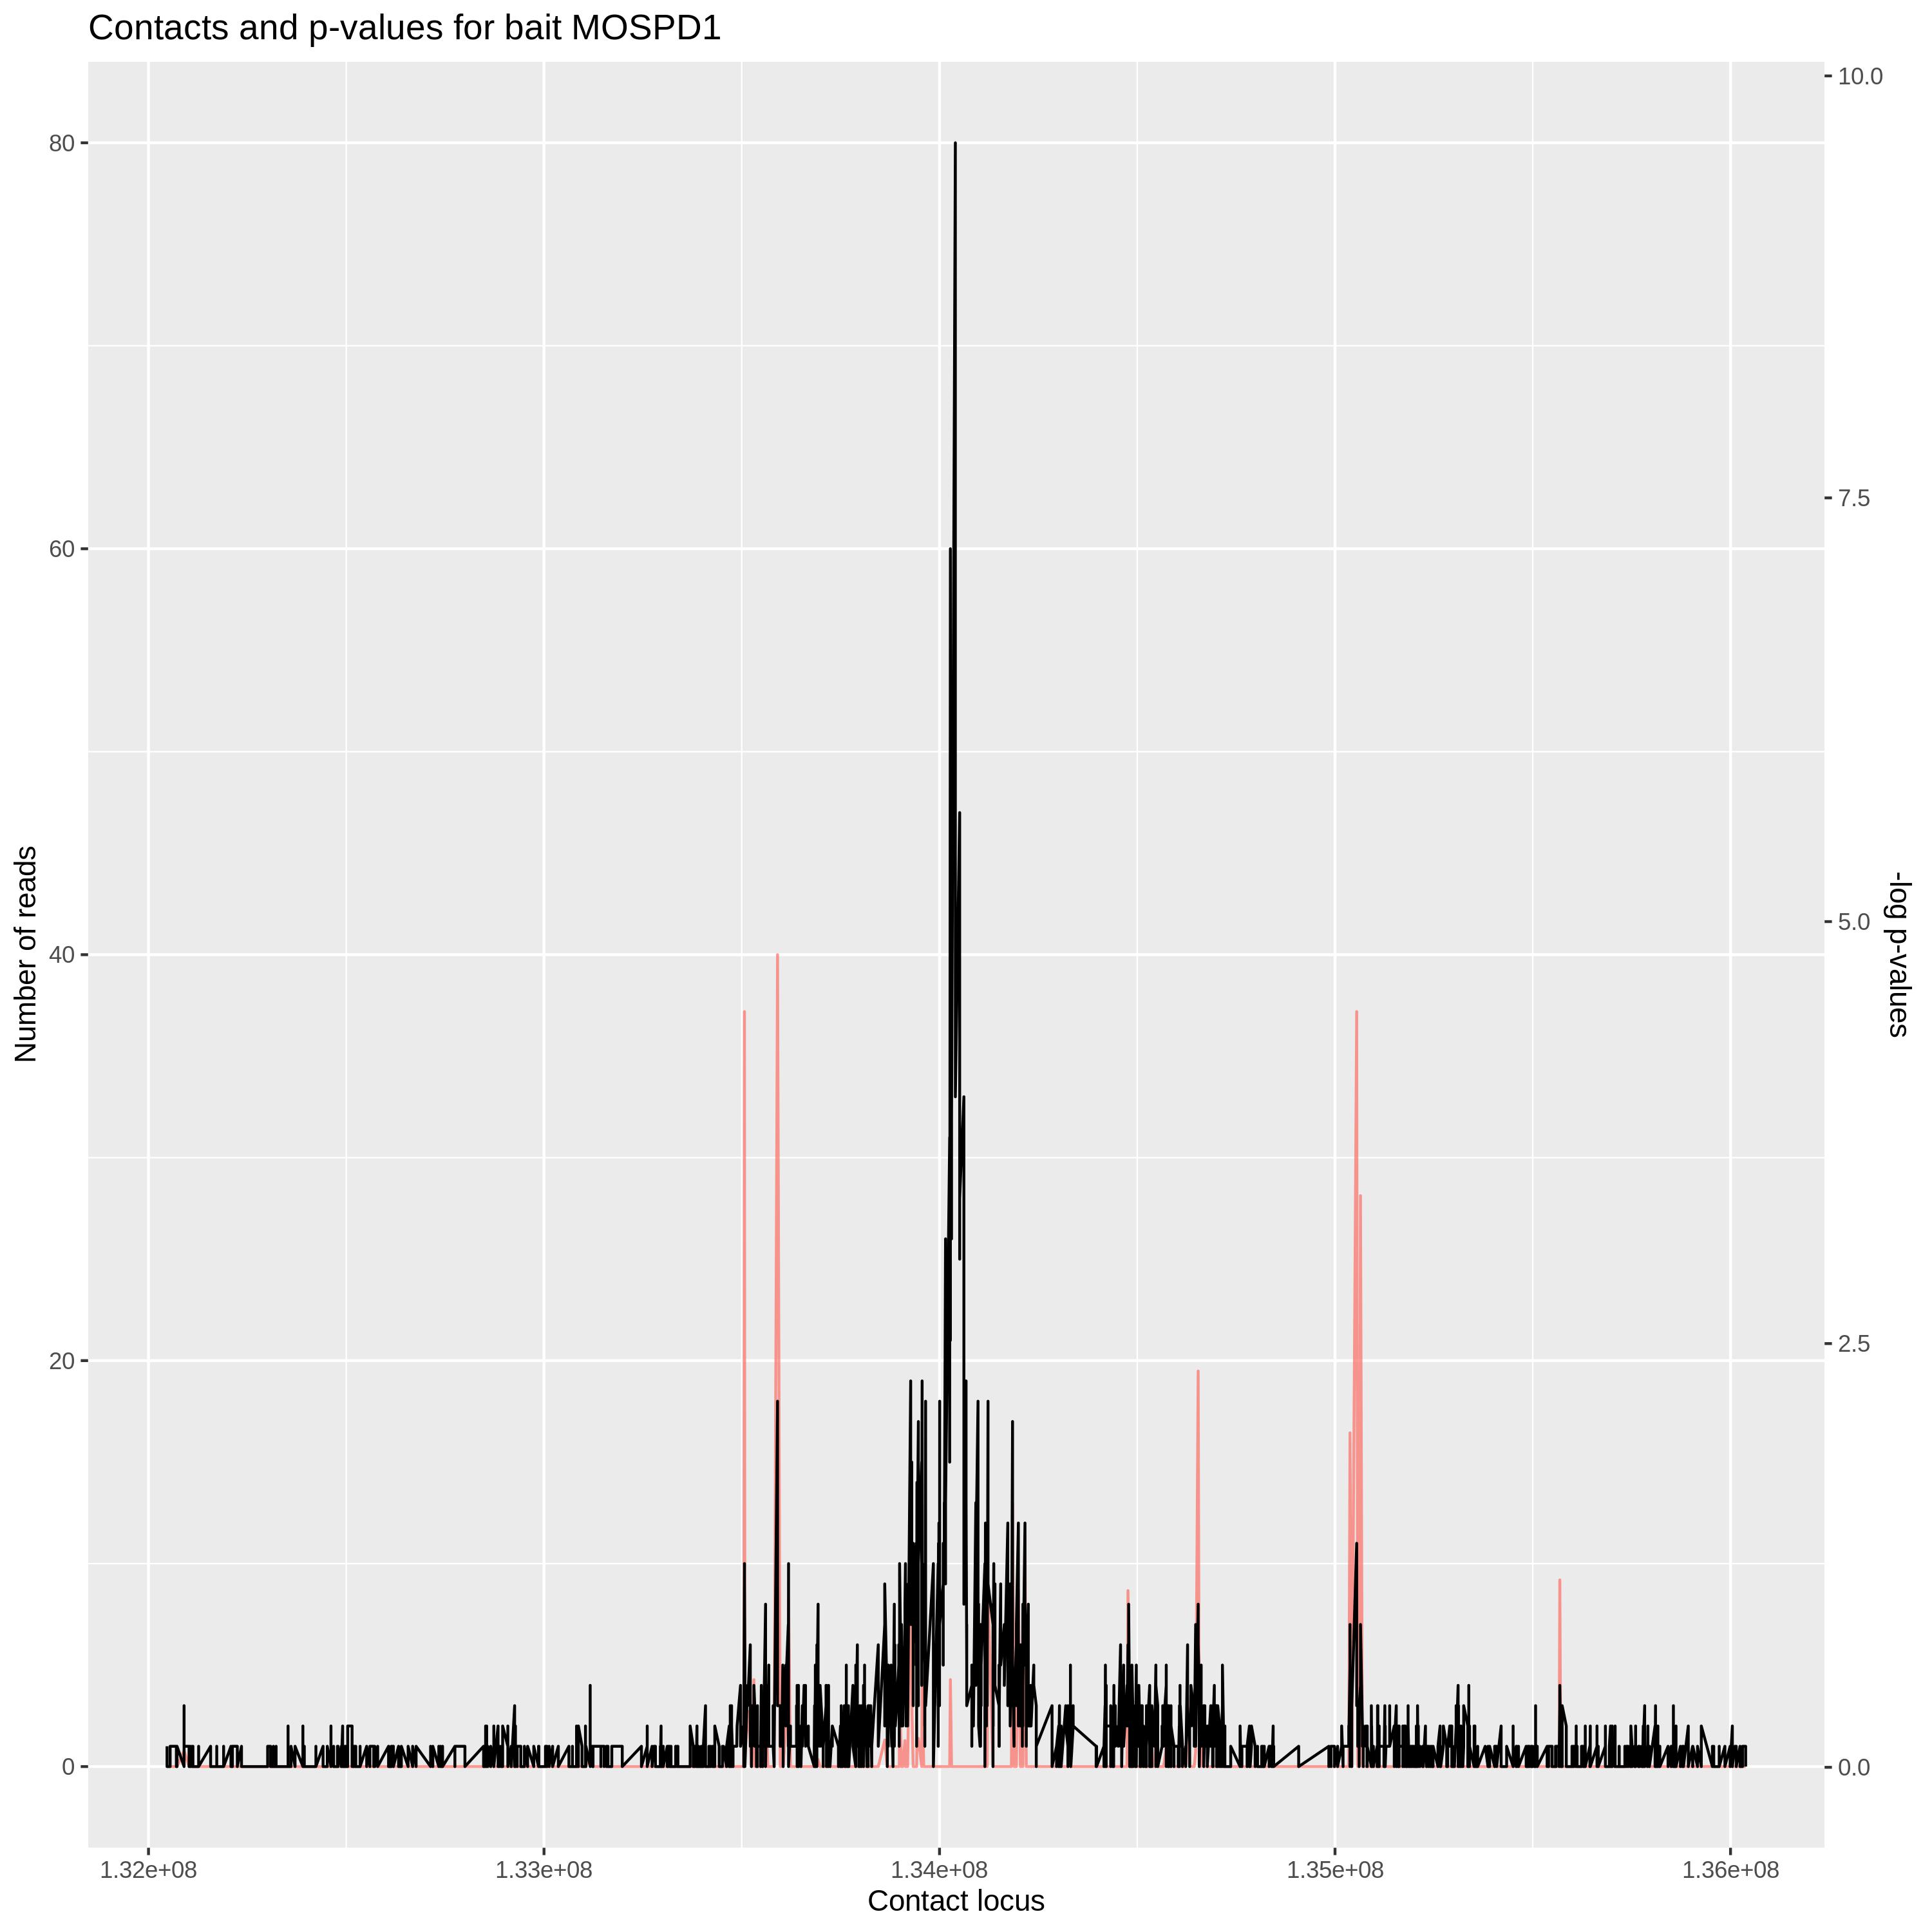 Contacts and p-values for bait MOSPD1
80
60
40
20
0
Number of reads
10.0
7.5
5.0
2.5
0.0
-log p-values
1.32e+08
1.33e+08
1.34e+08
1.35e+08
1.36e+08
Contact locus